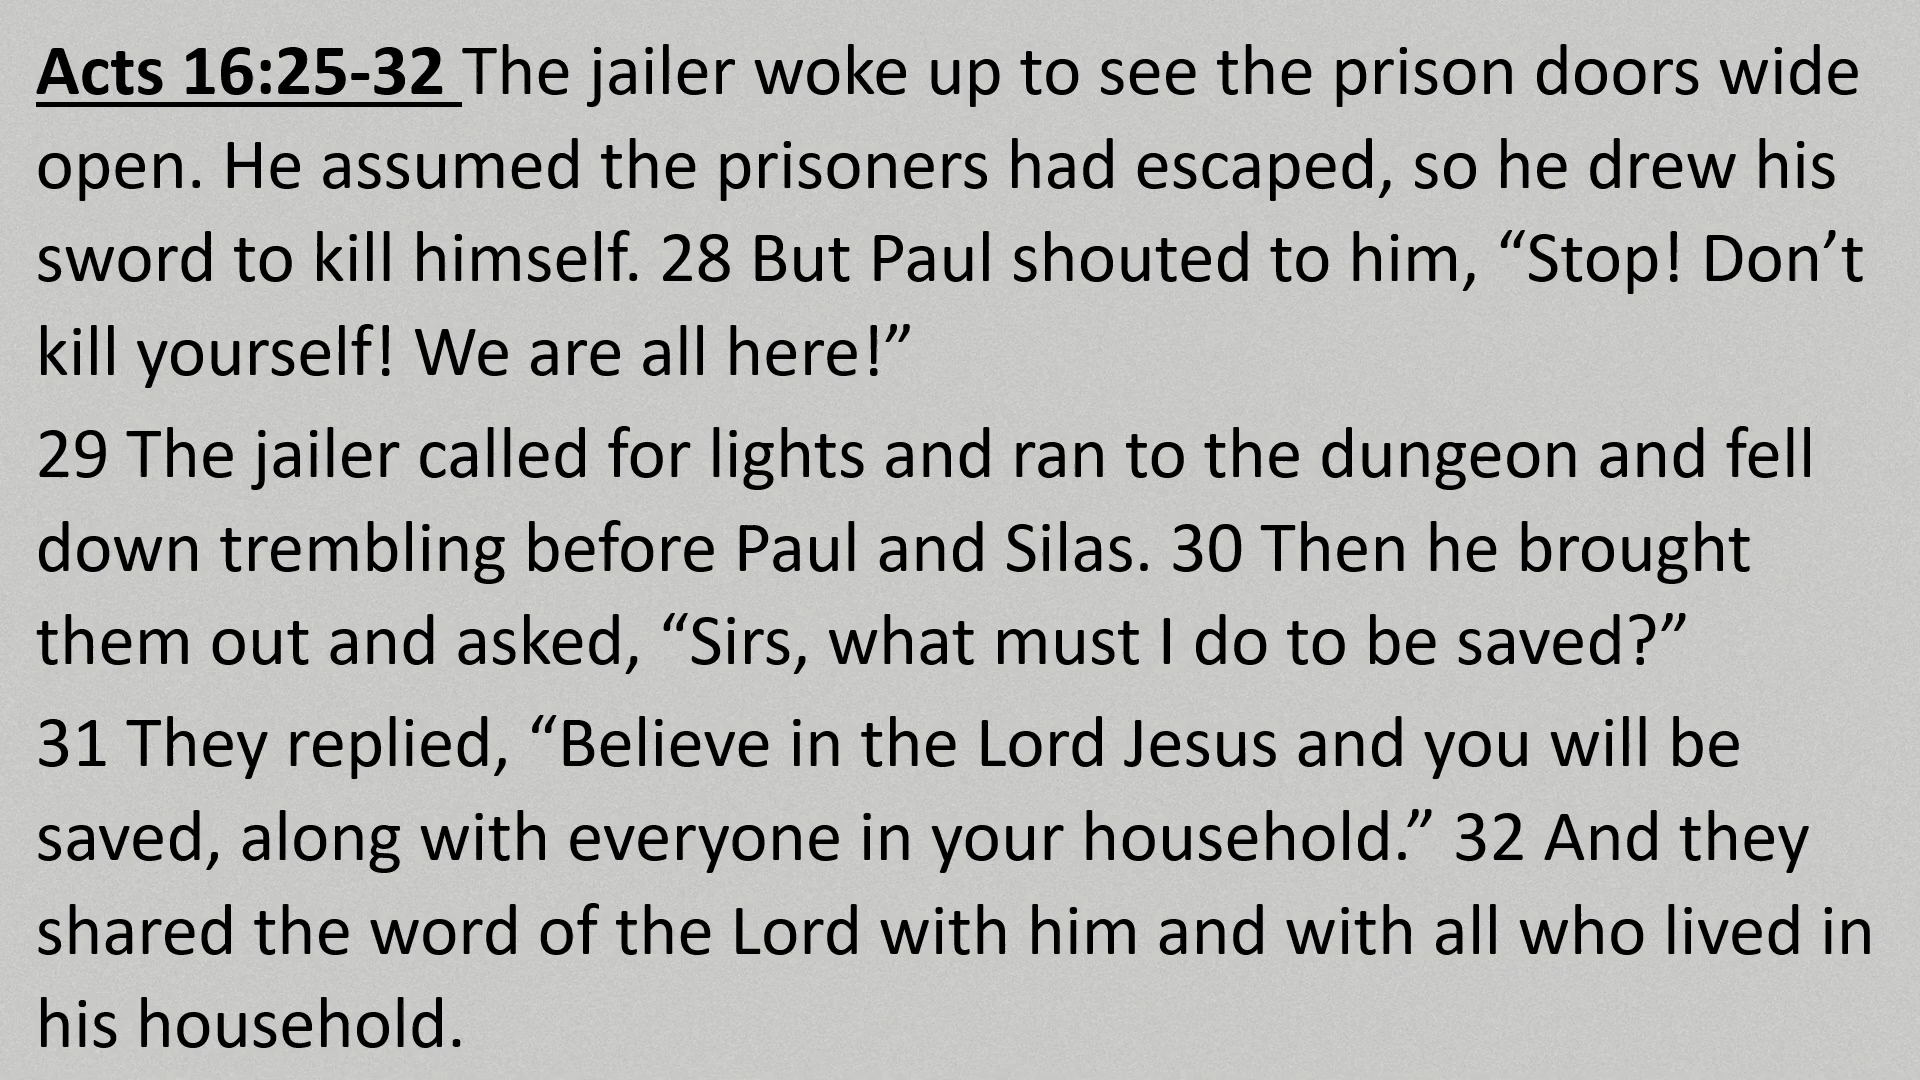 Acts 16:25-32 The jailer woke up to see the prison doors wide
open. He assumed the prisoners had escaped, so he drew his
sword to kill himself. 28 But Paul shouted to him, “Stop! Don’t
kill yourself! We are all here!”
29 The jailer called for lights and ran to the dungeon and fell
down trembling before Paul and Silas. 30 Then he brought
them out and asked, “Sirs, what must I do to be saved?”
31 They replied, “Believe in the Lord Jesus and you will be
saved, along with everyone in your household.” 32 And they
shared the word of the Lord with him and with all who lived in
his household.